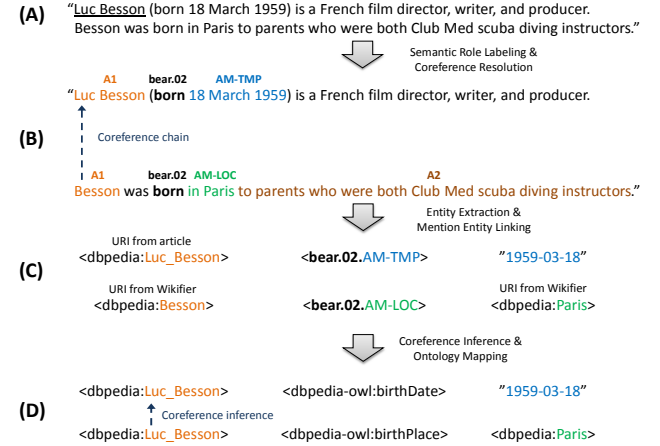 (A)
“Luc Besson (born 18 March 1959) is a French film director, writer, and producer.
Besson was born in Paris to parents who were both Club Med scuba diving instructors.”
Semantic Role Labeling &
Coreference Resolution
A1 bear.02 AM-TMP
“Luc Besson (born 18 March 1959) is a French film director, writer, and producer.
(B)
Coreference chain
A1 bear.02 AM-LOC A2
Besson was born in Paris to parents who were both Club Med scuba diving instructors.”
Entity Extraction &
Mention Entity Linking
URI from article
<dbpedia:Luc_Besson> <bear.02.AM-TMP> ”1959-03-18”
(C)
URI from Wikifier URI from Wikifier
<dbpedia:Besson> <bear.02.AM-LOC> <dbpedia:Paris>
Coreference Inference &
Ontology Mapping
<dbpedia:Luc_Besson> <dbpedia-owl:birthDate> ”1959-03-18”
(D)
Coreference inference
<dbpedia:Luc_Besson> <dbpedia-owl:birthPlace> <dbpedia:Paris>